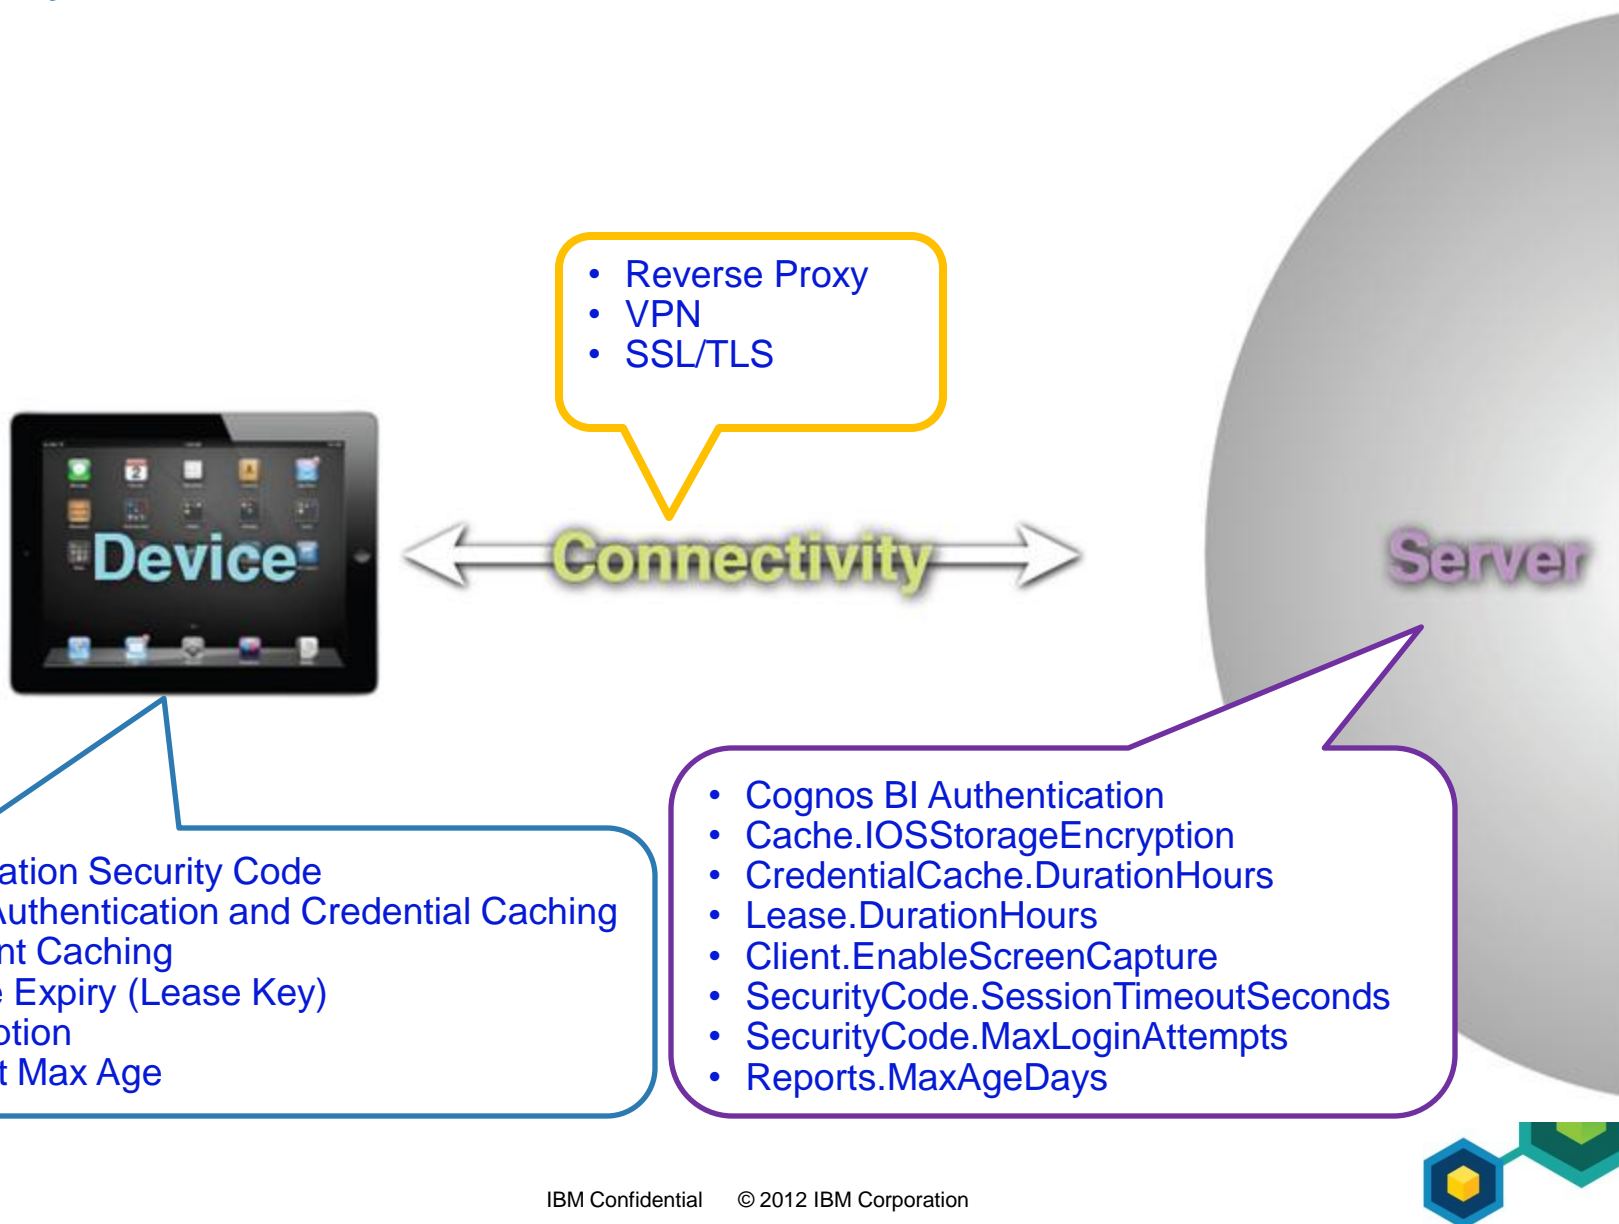 • Reverse Proxy
• VPN
• SSL/TLS
Device
Connectivity
Server
ation Security Code
Authentication and Credential Caching
nt Caching
e Expiry (Lease Key)
otion
t Max Age
• Cognos BI Authentication
• Cache.IOSStorageEncryption
• CredentialCache.DurationHours
• Lease.DurationHours
• Client.EnableScreenCapture
• SecurityCode.SessionTimeoutSeconds
• SecurityCode.MaxLoginAttempts
• Reports.MaxAgeDays
IBM Confidential © 2012 IBM Corporation